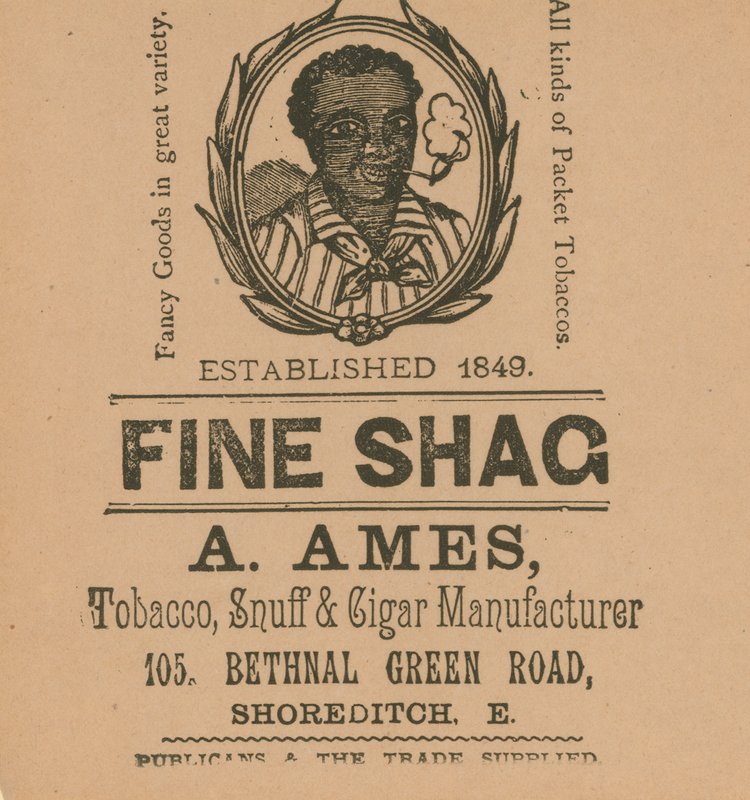 Fancy Goods in great variety.
All kinds of Packet Tobaccos.
ESTABLISHED 1849.
FINE SHAG
A. AMES,
Tobacco, Snuff & Cigar Manufacturer
105. BETHNAL GREEN ROAD,
SHOREDITCH, E.
PUBLICANS & THE TRADE SUPPLIED.